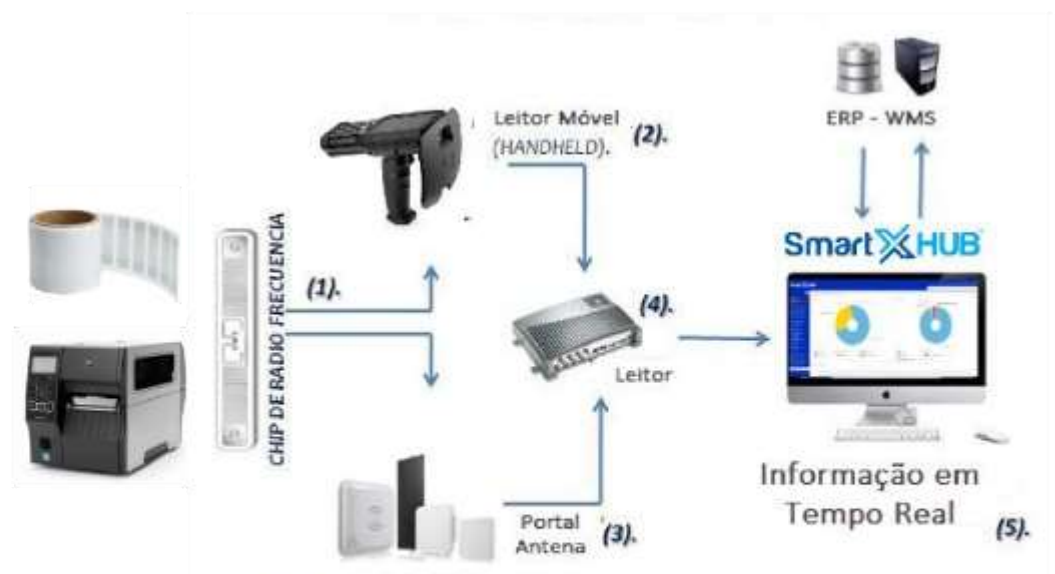 ERP - WMS
Leitor Móvel
(HANDHELD).
(2).
SmartXHUB
CHIP DE RADIO FRECUENCIA
(1).
(4).
Leitor
Informação em
Tempo Real
(5).
Portal
Antena
(3).